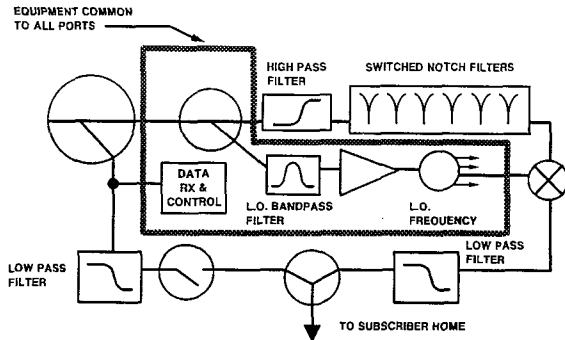 EQUIPMENT COMMON
TO ALL PORTS
HIGH PASS
FILTER
SWITCHED NOTCH FILTERS
DATA
RX &
CONTROL
L.O. BANDPASS
FILTER
L.O.
FREQUENCY
LOW PASS
FILTER
LOW PASS
FILTER
TO SUBSCRIBER HOME